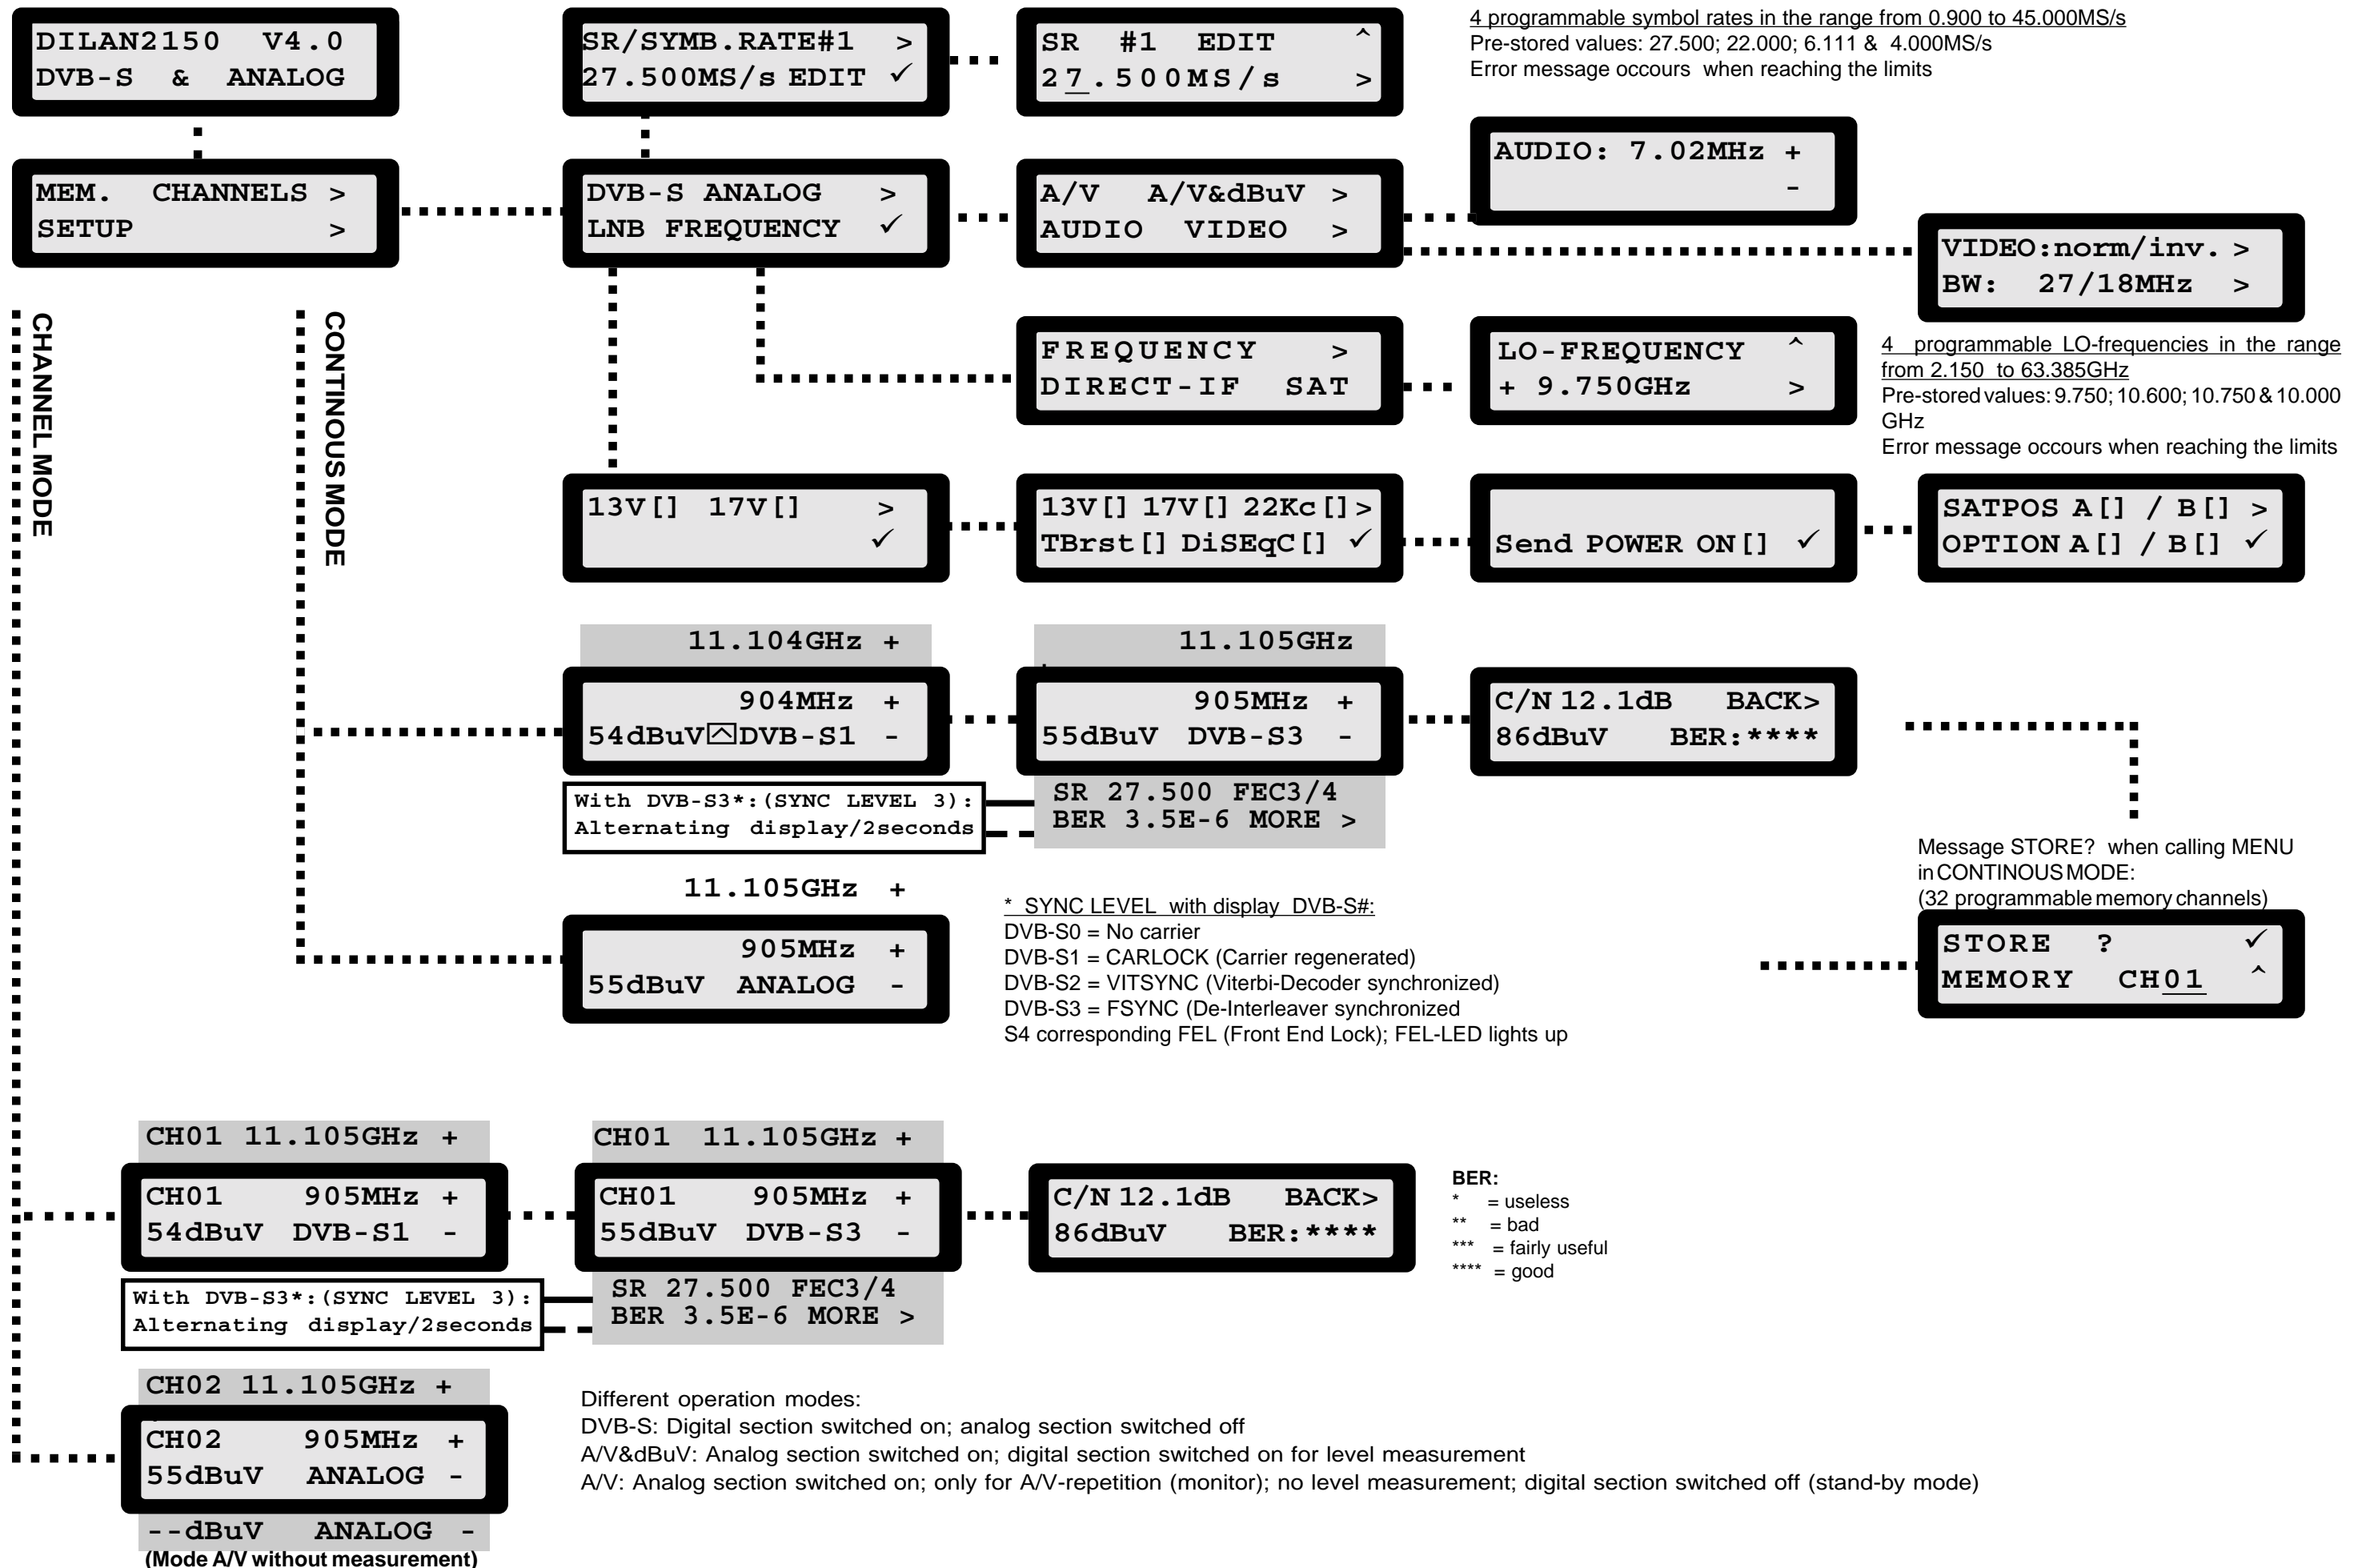 DILAN2150 V4.0
DVB-S & ANALOG
SR/SYMB.RATE#1 >
27.500MS/s EDIT ✓
SR #1 EDIT ^
27.500MS/s >
4 programmable symbol rates in the range from 0.900 to 45.000MS/s
Pre-stored values: 27.500; 22.000; 6.111 & 4.000MS/s
Error message occours when reaching the limits
MEM. CHANNELS >
SETUP >
DVB-S ANALOG >
LNB FREQUENCY ✓
A/V A/V&dBuV >
AUDIO VIDEO >
AUDIO: 7.02MHz +
-
VIDEO:norm/inv. >
BW: 27/18MHz >
CHANNEL MODE
CONTINOUS MODE
FREQUENCY >
DIRECT-IF SAT
LO-FREQUENCY ^
+ 9.750GHz >
4 programmable LO-frequencies in the range
from 2.150 to 63.385GHz
Pre-stored values: 9.750; 10.600; 10.750 & 10.000
GHz
Error message occours when reaching the limits
13V[] 17V[] >
✓
13V[] 17V[] 22Kc[]>
TBrst[] DiSEqC[] ✓
Send POWER ON[] ✓
SATPOS A[] / B[] >
OPTION A[] / B[] ✓
11.104GHz +
904MHz +
54dBuV^DVB-S1 -
11.105GHz
905MHz +
55dBuV DVB-S3 -
SR 27.500 FEC3/4
BER 3.5E-6 MORE >
C/N 12.1dB BACK>
86dBuV BER:****
With DVB-S3*:(SYNC LEVEL 3):
Alternating display/2seconds
Message STORE? when calling MENU
in CONTINOUS MODE:
(32 programmable memory channels)
STORE ? ✓
MEMORY CH01 ^
11.105GHz +
905MHz +
55dBuV ANALOG -
* SYNC LEVEL with display DVB-S#:
DVB-S0 = No carrier
DVB-S1 = CARLOCK (Carrier regenerated)
DVB-S2 = VITSYNC (Viterbi-Decoder synchronized)
DVB-S3 = FSYNC (De-Interleaver synchronized
S4 corresponding FEL (Front End Lock); FEL-LED lights up
CH01 11.105GHz +
CH01 905MHz +
54dBuV DVB-S1 -
CH01 11.105GHz +
CH01 905MHz +
55dBuV DVB-S3 -
SR 27.500 FEC3/4
BER 3.5E-6 MORE >
C/N 12.1dB BACK>
86dBuV BER:****
BER:
* = useless
** = bad
*** = fairly useful
**** = good
With DVB-S3*:(SYNC LEVEL 3):
Alternating display/2seconds
CH02 11.105GHz +
CH02 905MHz +
55dBuV ANALOG -
--dBuV ANALOG -
(Mode A/V without measurement)
Different operation modes:
DVB-S: Digital section switched on; analog section switched off
A/V&dBuV: Analog section switched on; digital section switched on for level measurement
A/V: Analog section switched on; only for A/V-repetition (monitor); no level measurement; digital section switched off (stand-by mode)